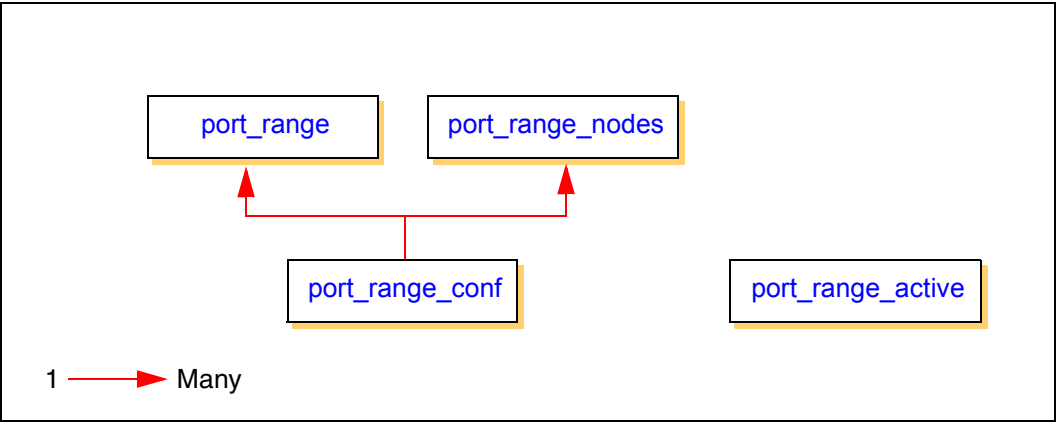 port_range
port_range_nodes
port_range_conf
port_range_active
1 Many